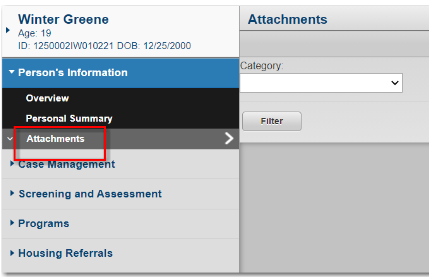 Winter Greene
Age: 19
ID: 1250002IW010221 DOB: 12/25/2000
Person's Information
Overview
Personal Summary
Attachments
Case Management
Screening and Assessment
Programs
Housing Referrals
Attachments
Category:
Filter